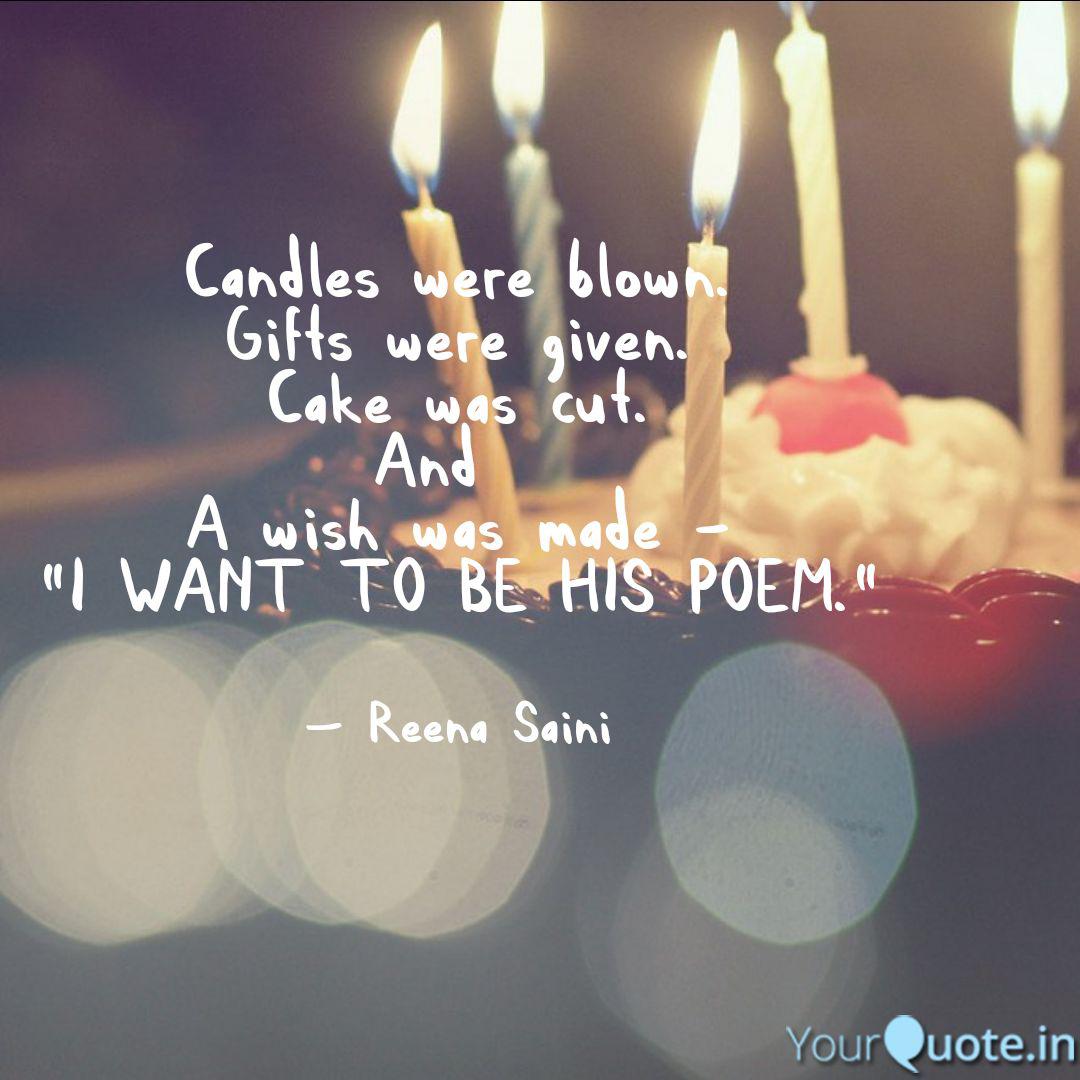 Candles were blown.
Gifts were given.
Cake was cut.
And
A wish was made -
"I WANT TO BE HIS POEM."
- Reena Saini
YourQuote.in